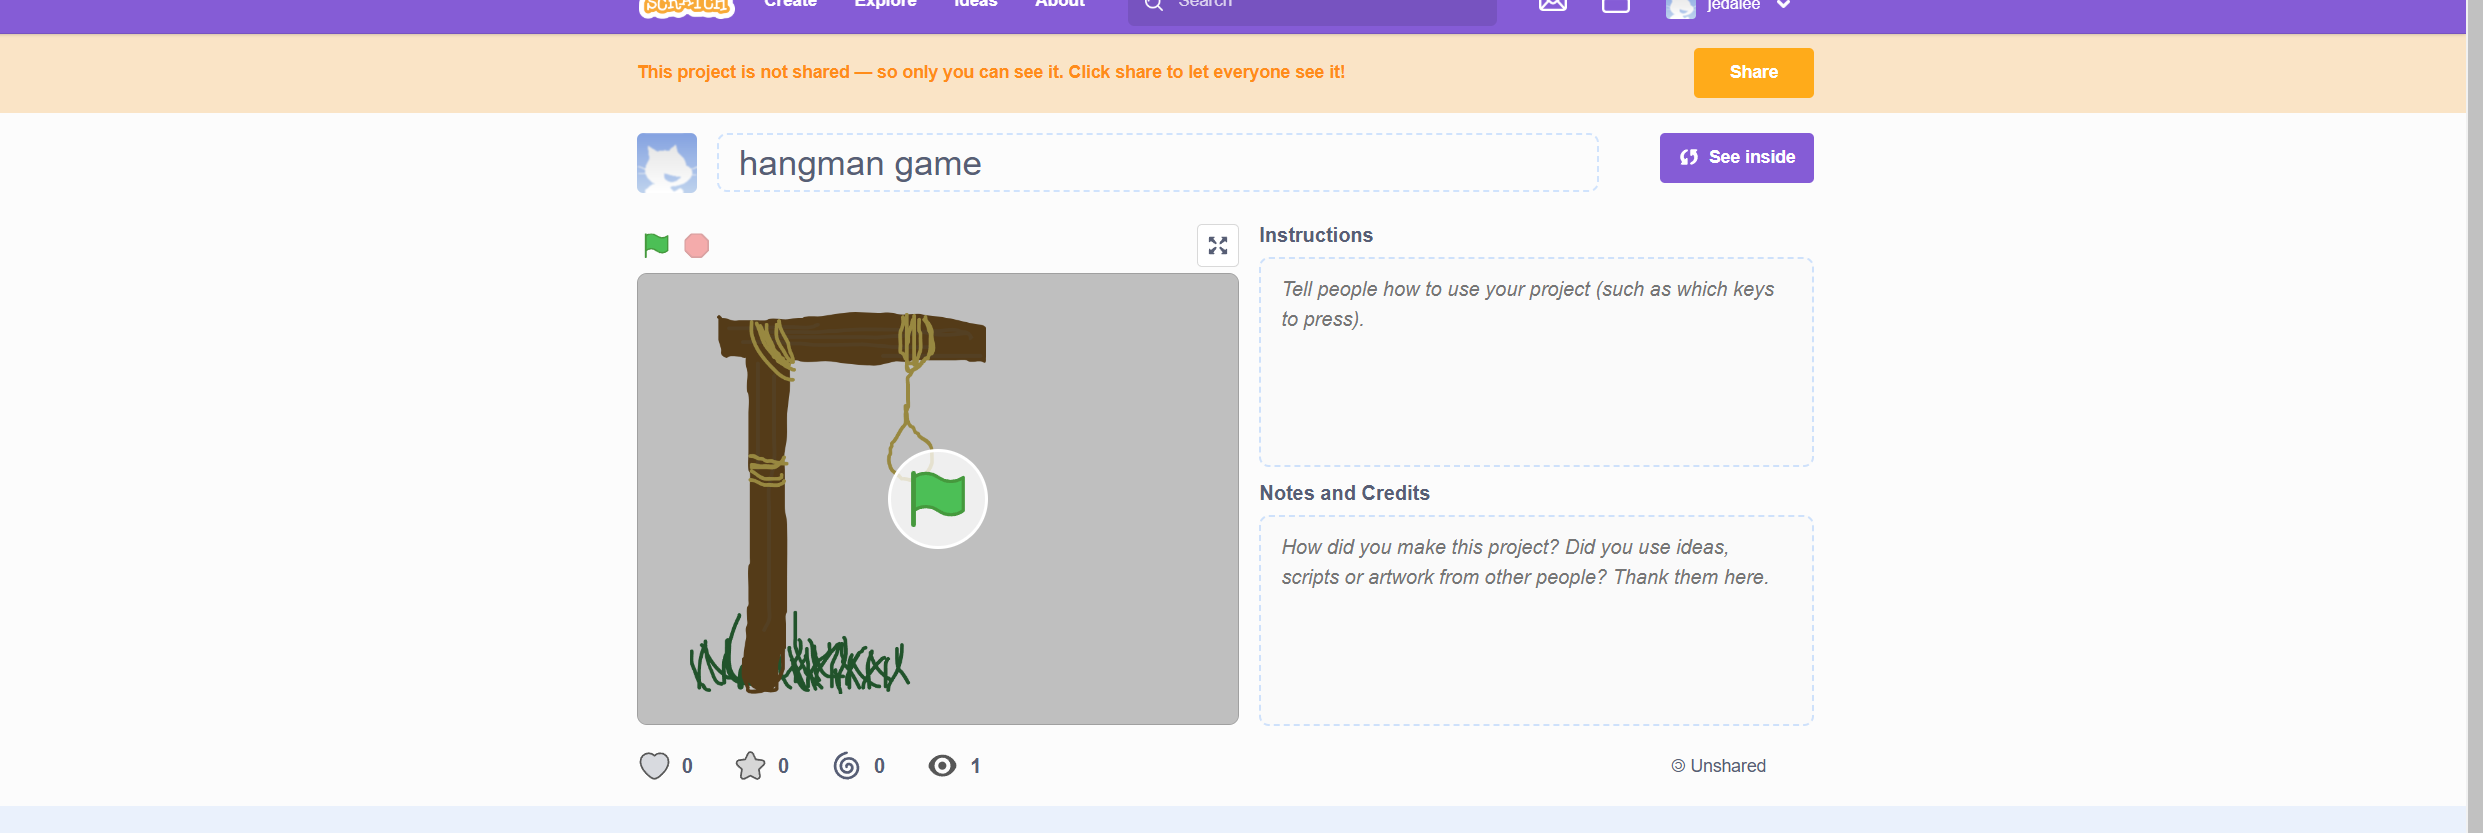 SCRATCH Create Explore Ideas About Search jedalee
This project is not shared — so only you can see it. Click share to let everyone see it! Share
hangman game See inside
Instructions
Tell people how to use your project (such as which keys
to press).
Notes and Credits
How did you make this project? Did you use ideas,
scripts or artwork from other people? Thank them here.
0 0 0 1 Unshared